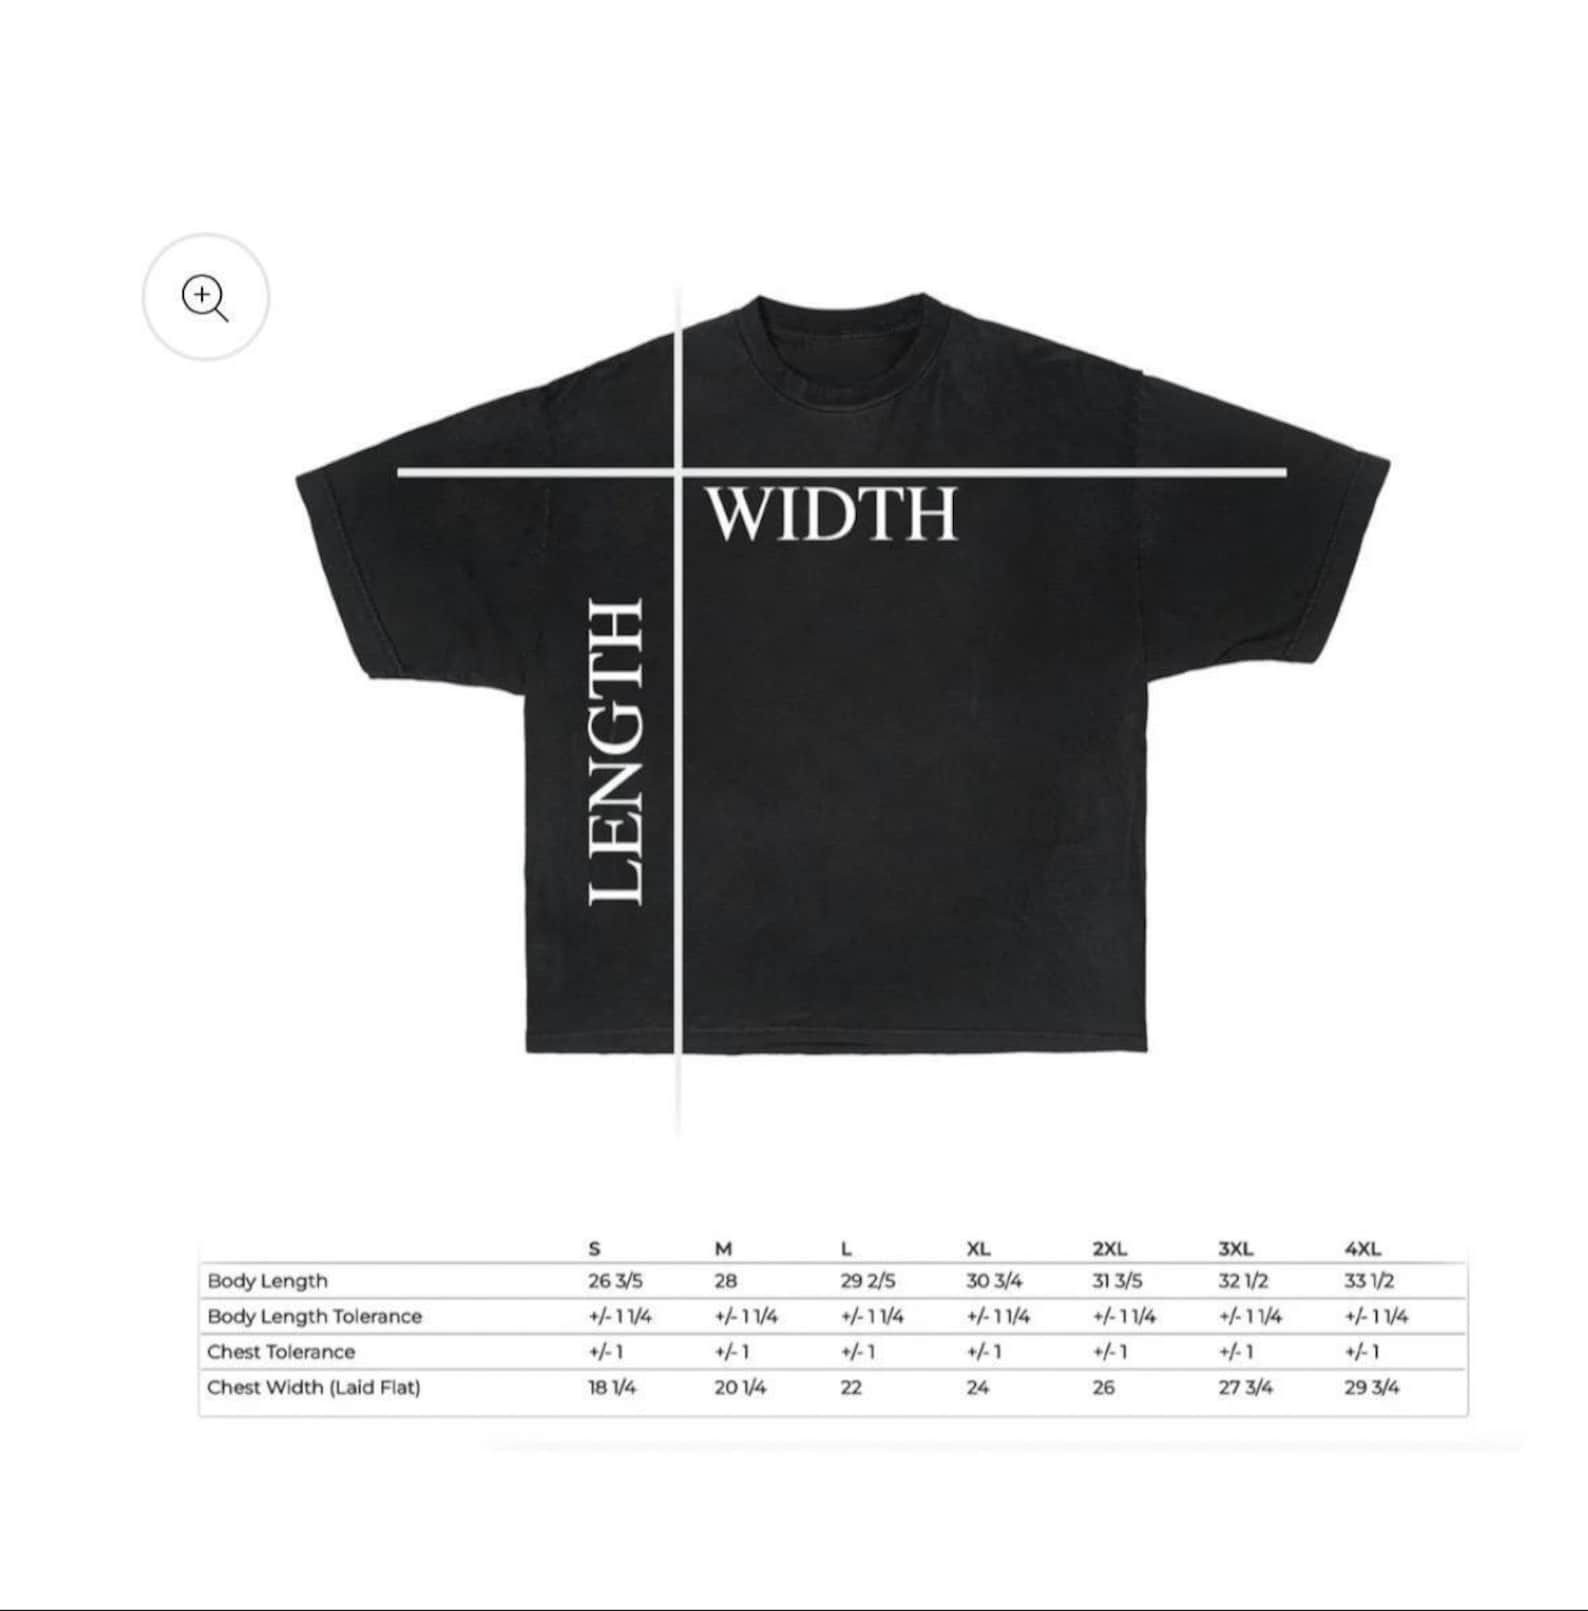 WIDTH
LENGTH
S M L XL 2XL 3XL 4XL
Body Length 26 3/5 28 29 2/5 30 3/4 31 3/5 32 1/2 33 1/2
Body Length Tolerance +/- 1 1/4 +/- 1 1/4 +/- 1 1/4 +/- 1 1/4 +/- 1 1/4 +/- 1 1/4 +/- 1 1/4
Chest Tolerance +/- 1 +/- 1 +/- 1 +/- 1 +/- 1 +/- 1 +/- 1
Chest Width (Laid Flat) 18 1/4 20 1/4 22 24 26 27 3/4 29 3/4